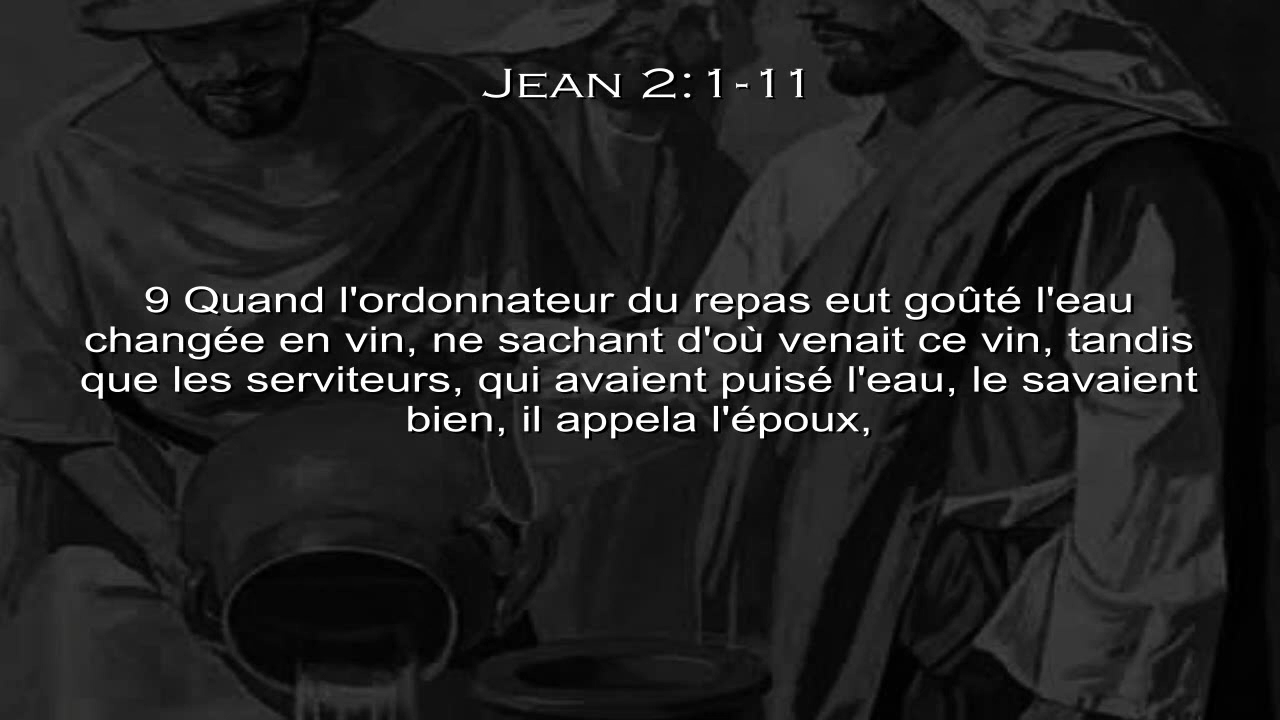 Jean 2:1-11
9 Quand l'ordonnateur du repas eut goûté l'eau
changée en vin, ne sachant d'où venait ce vin, tandis
que les serviteurs, qui avaient puisé l'eau, le savaient
bien, il appela l'époux,